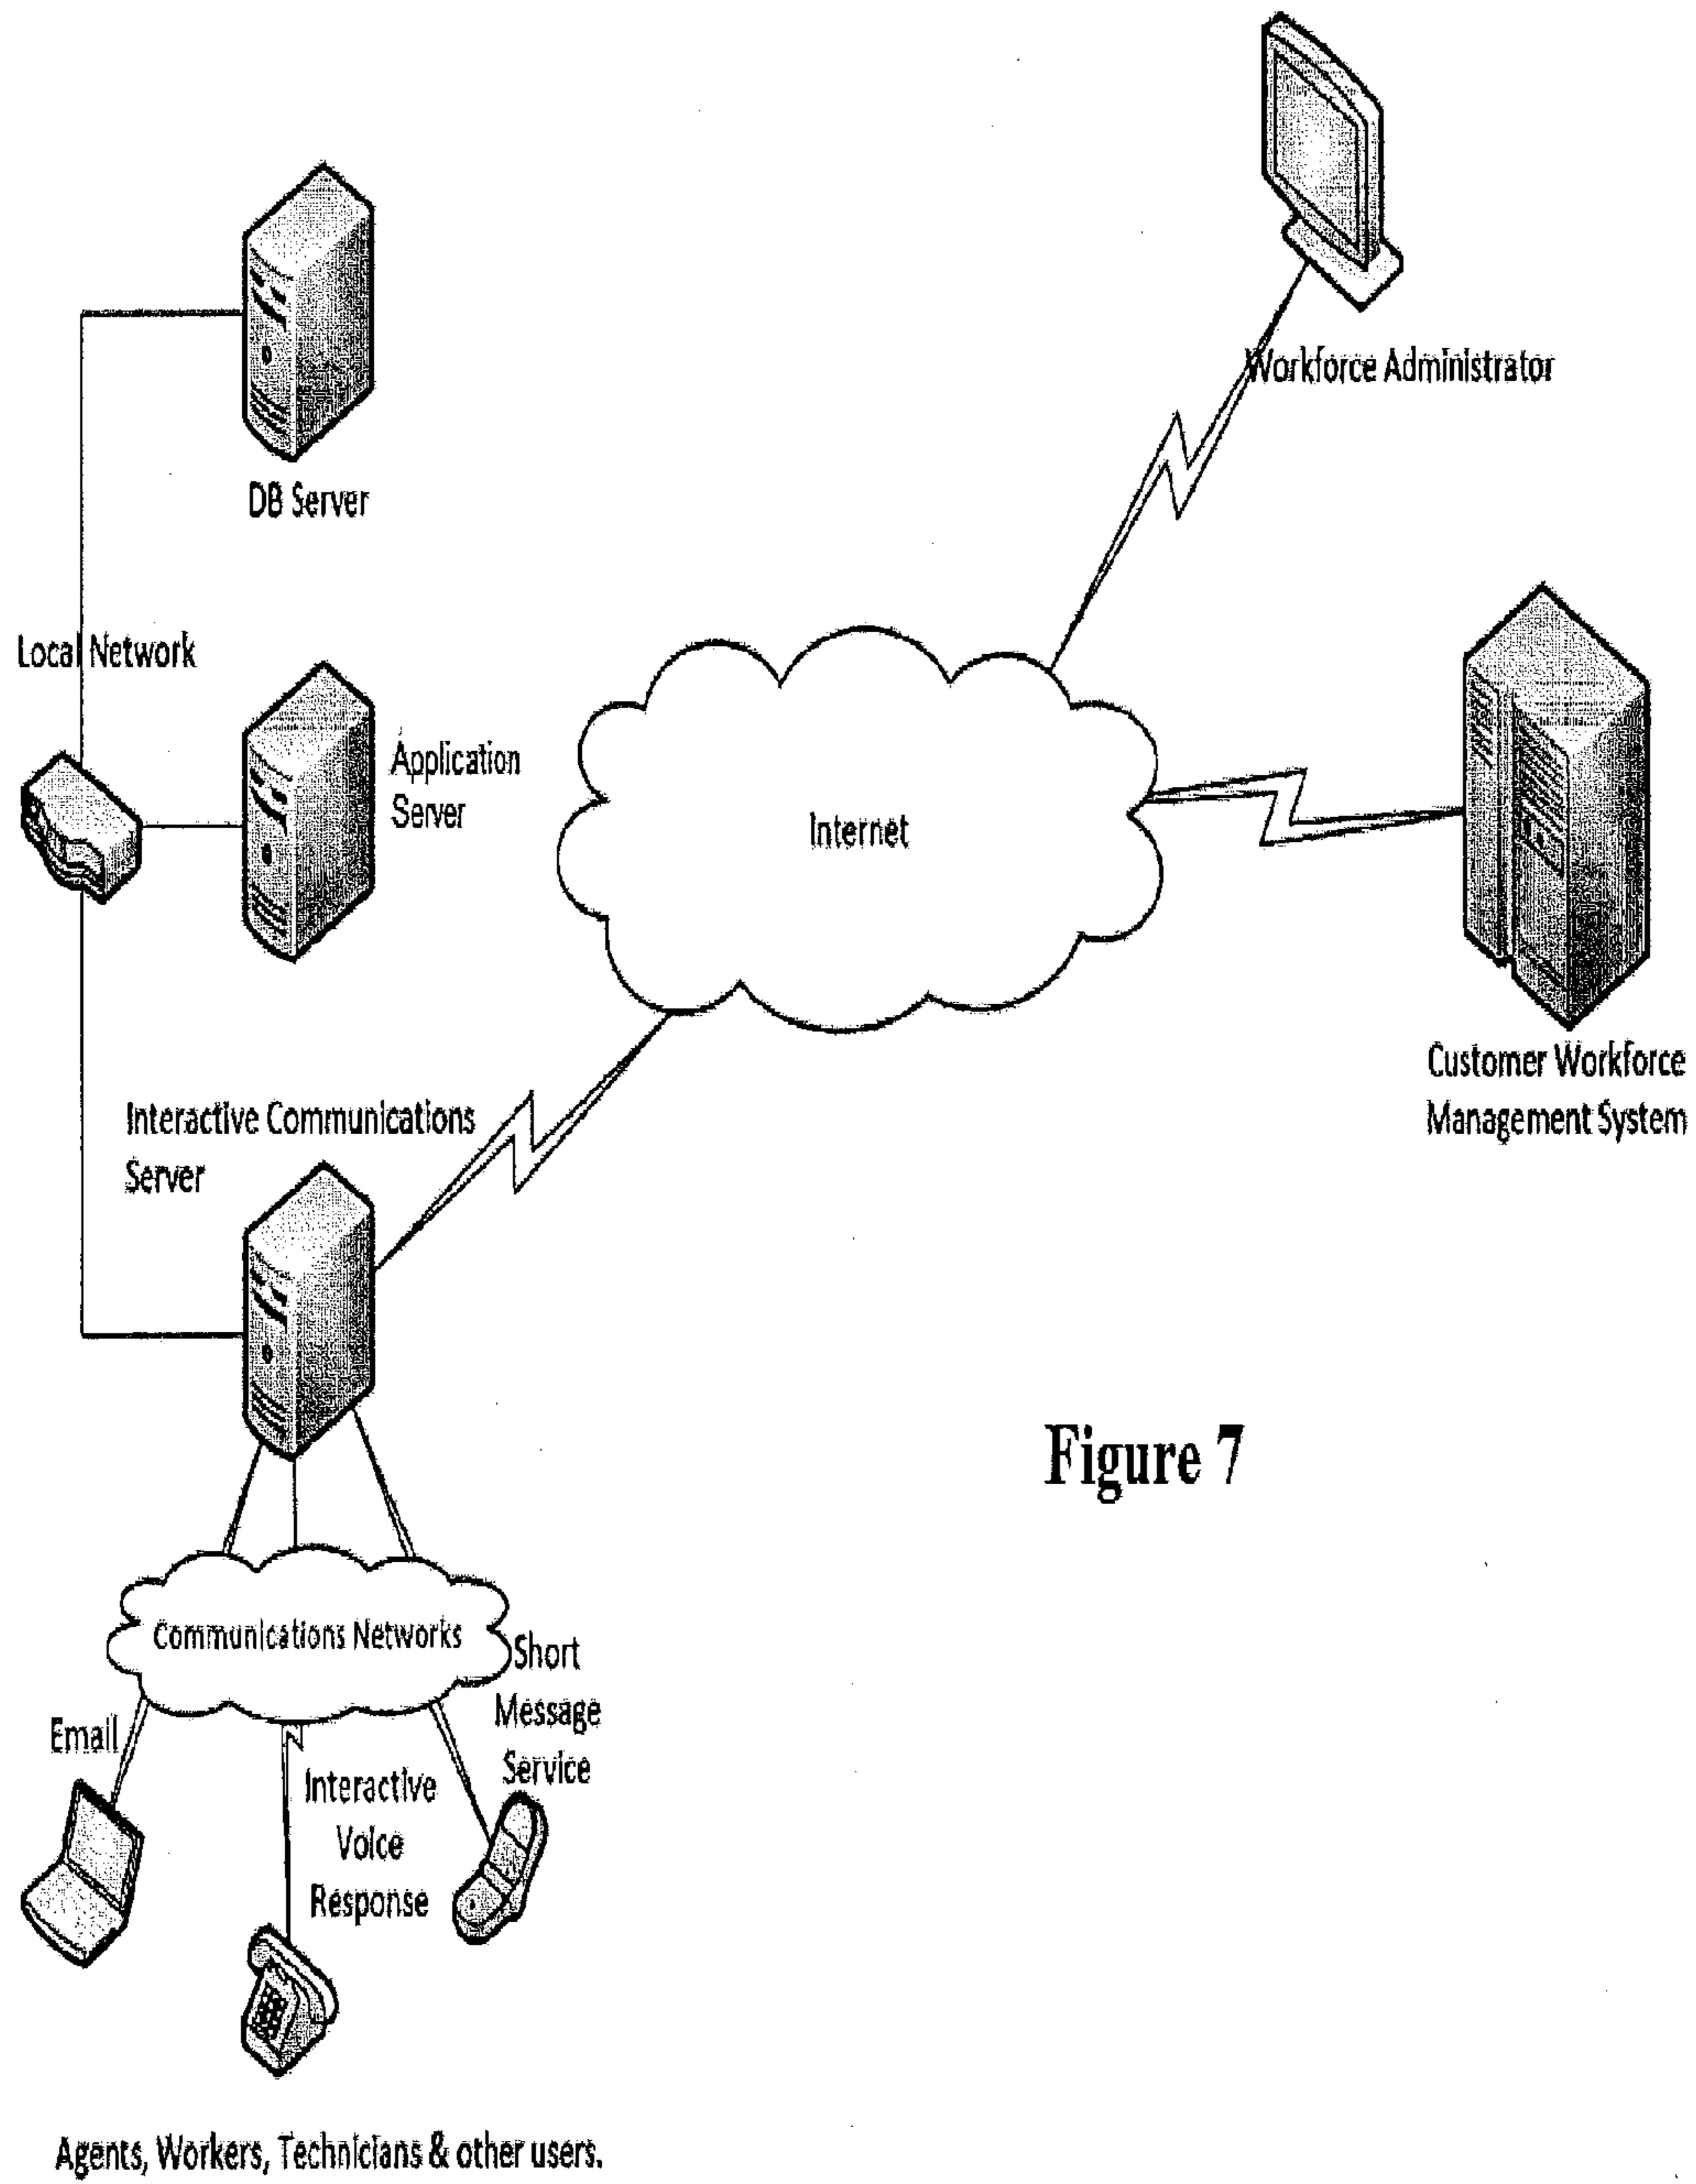 Workforce Administrator
DB Server
Local Network
Application
Server
Internet
Customer Workforce
Management System
Interactive Communications
Server
Figure 7
Communications Networks
Short
Message
Service
Email
Interactive
Voice
Response
Agents, Workers, Technicians & other users.